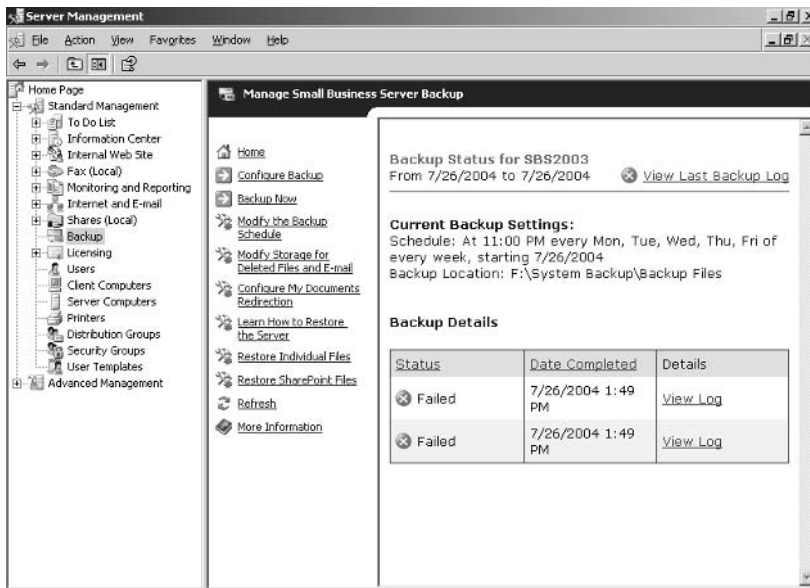 Server Management
File Action View Favorites Window Help
Home Page
Standard Management
To Do List
Information Center
Internal Web Site
Fax (Local)
Monitoring and Reporting
Internet and E-mail
Shares (Local)
Backup
Licensing
Users
Client Computers
Server Computers
Printers
Distribution Groups
Security Groups
User Templates
Advanced Management
Manage Small Business Server Backup
Home
Configure Backup
Backup Now
Modify the Backup
Schedule
Modify Storage for
Deleted Files and E-mail
Configure My Documents
Redirection
Learn How to Restore
the Server
Restore Individual Files
Restore SharePoint Files
Refresh
More Information
Backup Status for SBS2003
From 7/26/2004 to 7/26/2004 View Last Backup Log
Current Backup Settings:
Schedule: At 11:00 PM every Mon, Tue, Wed, Thu, Fri of
every week, starting 7/26/2004
Backup Location: F:\System Backup\Backup Files
Backup Details
Status Date Completed Details
Failed 7/26/2004 1:49 View Log
PM
Failed 7/26/2004 1:49 View Log
PM